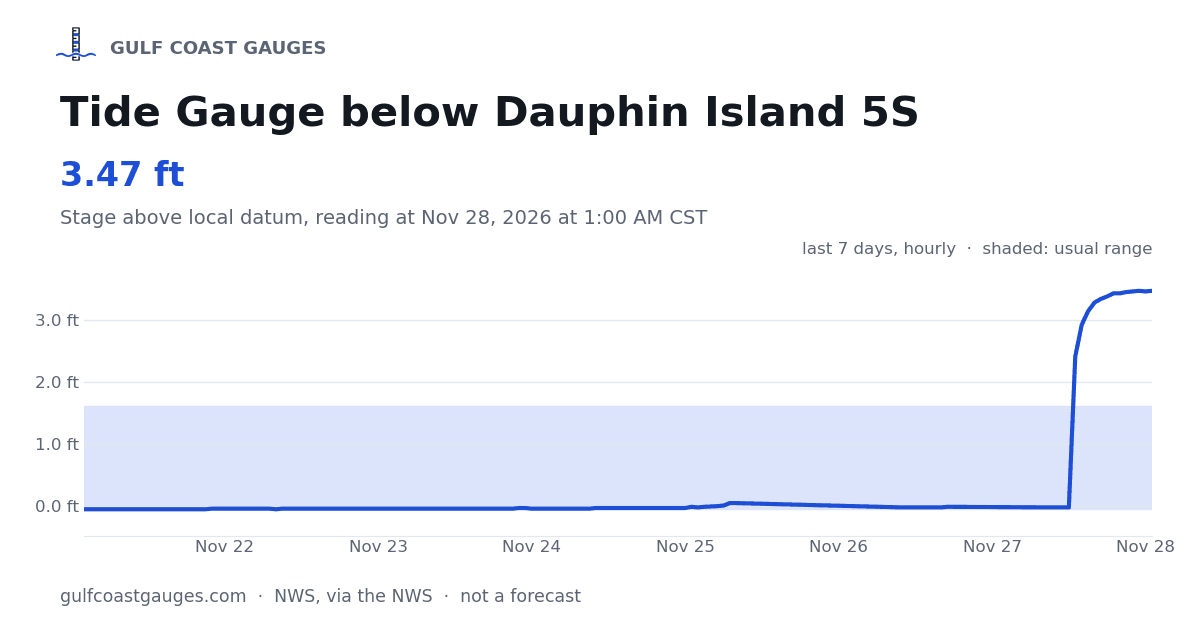 GULF COAST GAUGES
Tide Gauge below Dauphin Island 5S
3.47 ft
Stage above local datum, reading at Nov 28, 2026 at 1:00 AM CST
last 7 days, hourly · shaded: usual range
3.0 ft
2.0 ft
1.0 ft
0.0 ft
Nov 22 Nov 23 Nov 24 Nov 25 Nov 26 Nov 27 Nov 28
gulfcoastgauges.com · NWS, via the NWS · not a forecast